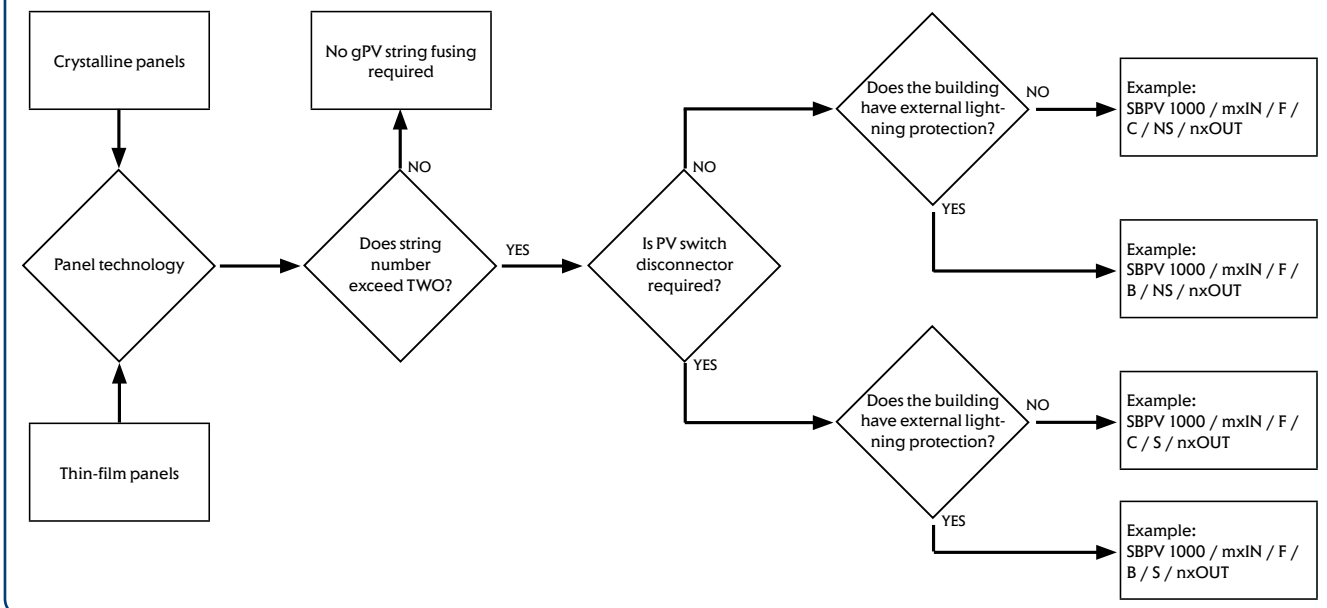 Crystalline panels
No gPV string fusing
required
Panel technology
Thin-film panels
NO
Does string
number
exceed TWO?
YES
Is PV switch
disconnector
required?
NO
Does the building
have external light-
ning protection?
NO
Example:
SBPV 1000 / mxIN / F /
C / NS / nxOUT
YES
Example:
SBPV 1000 / mxIN / F /
B / NS / nxOUT
YES
Does the building
have external light-
ning protection?
NO
Example:
SBPV 1000 / mxIN / F /
C / S / nxOUT
YES
Example:
SBPV 1000 / mxIN / F /
B / S / nxOUT